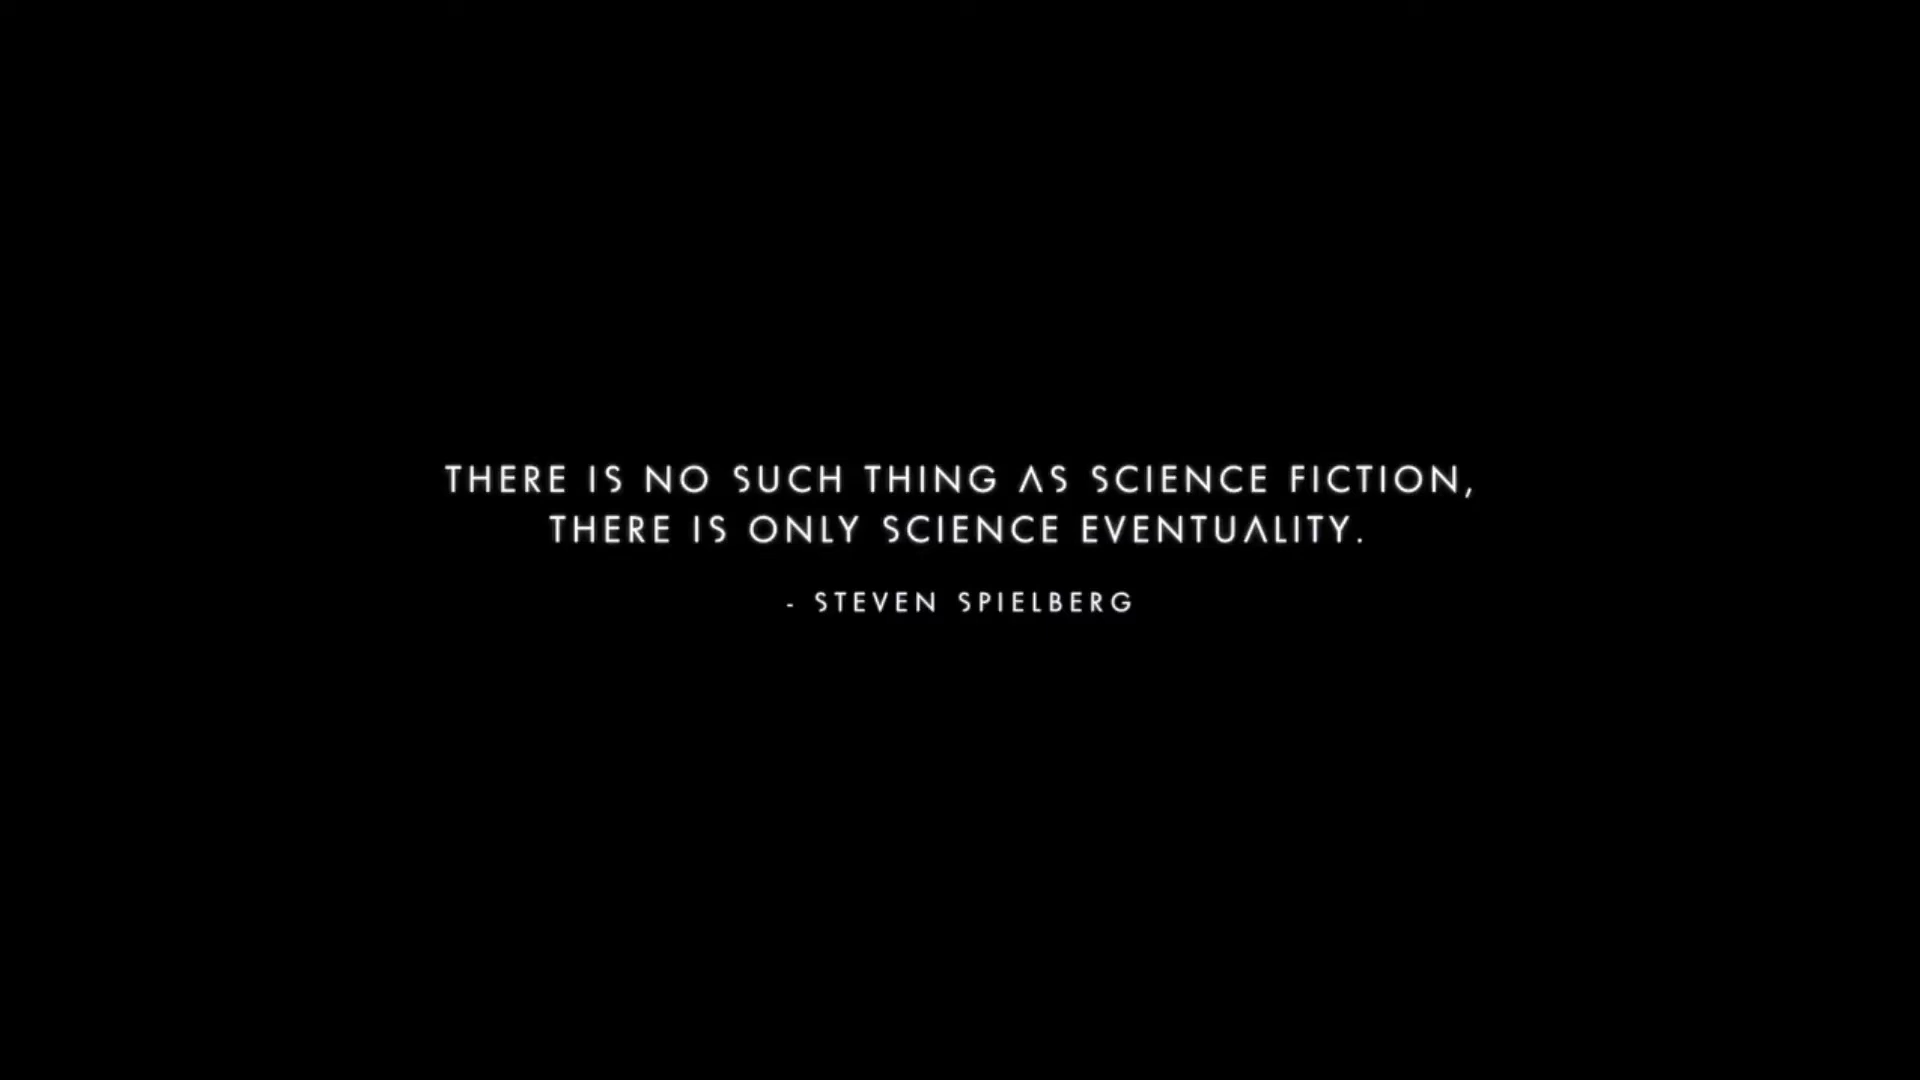 THERE IS NO SUCH THING AS SCIENCE FICTION,
THERE IS ONLY SCIENCE EVENTUALITY.
- STEVEN SPIELBERG